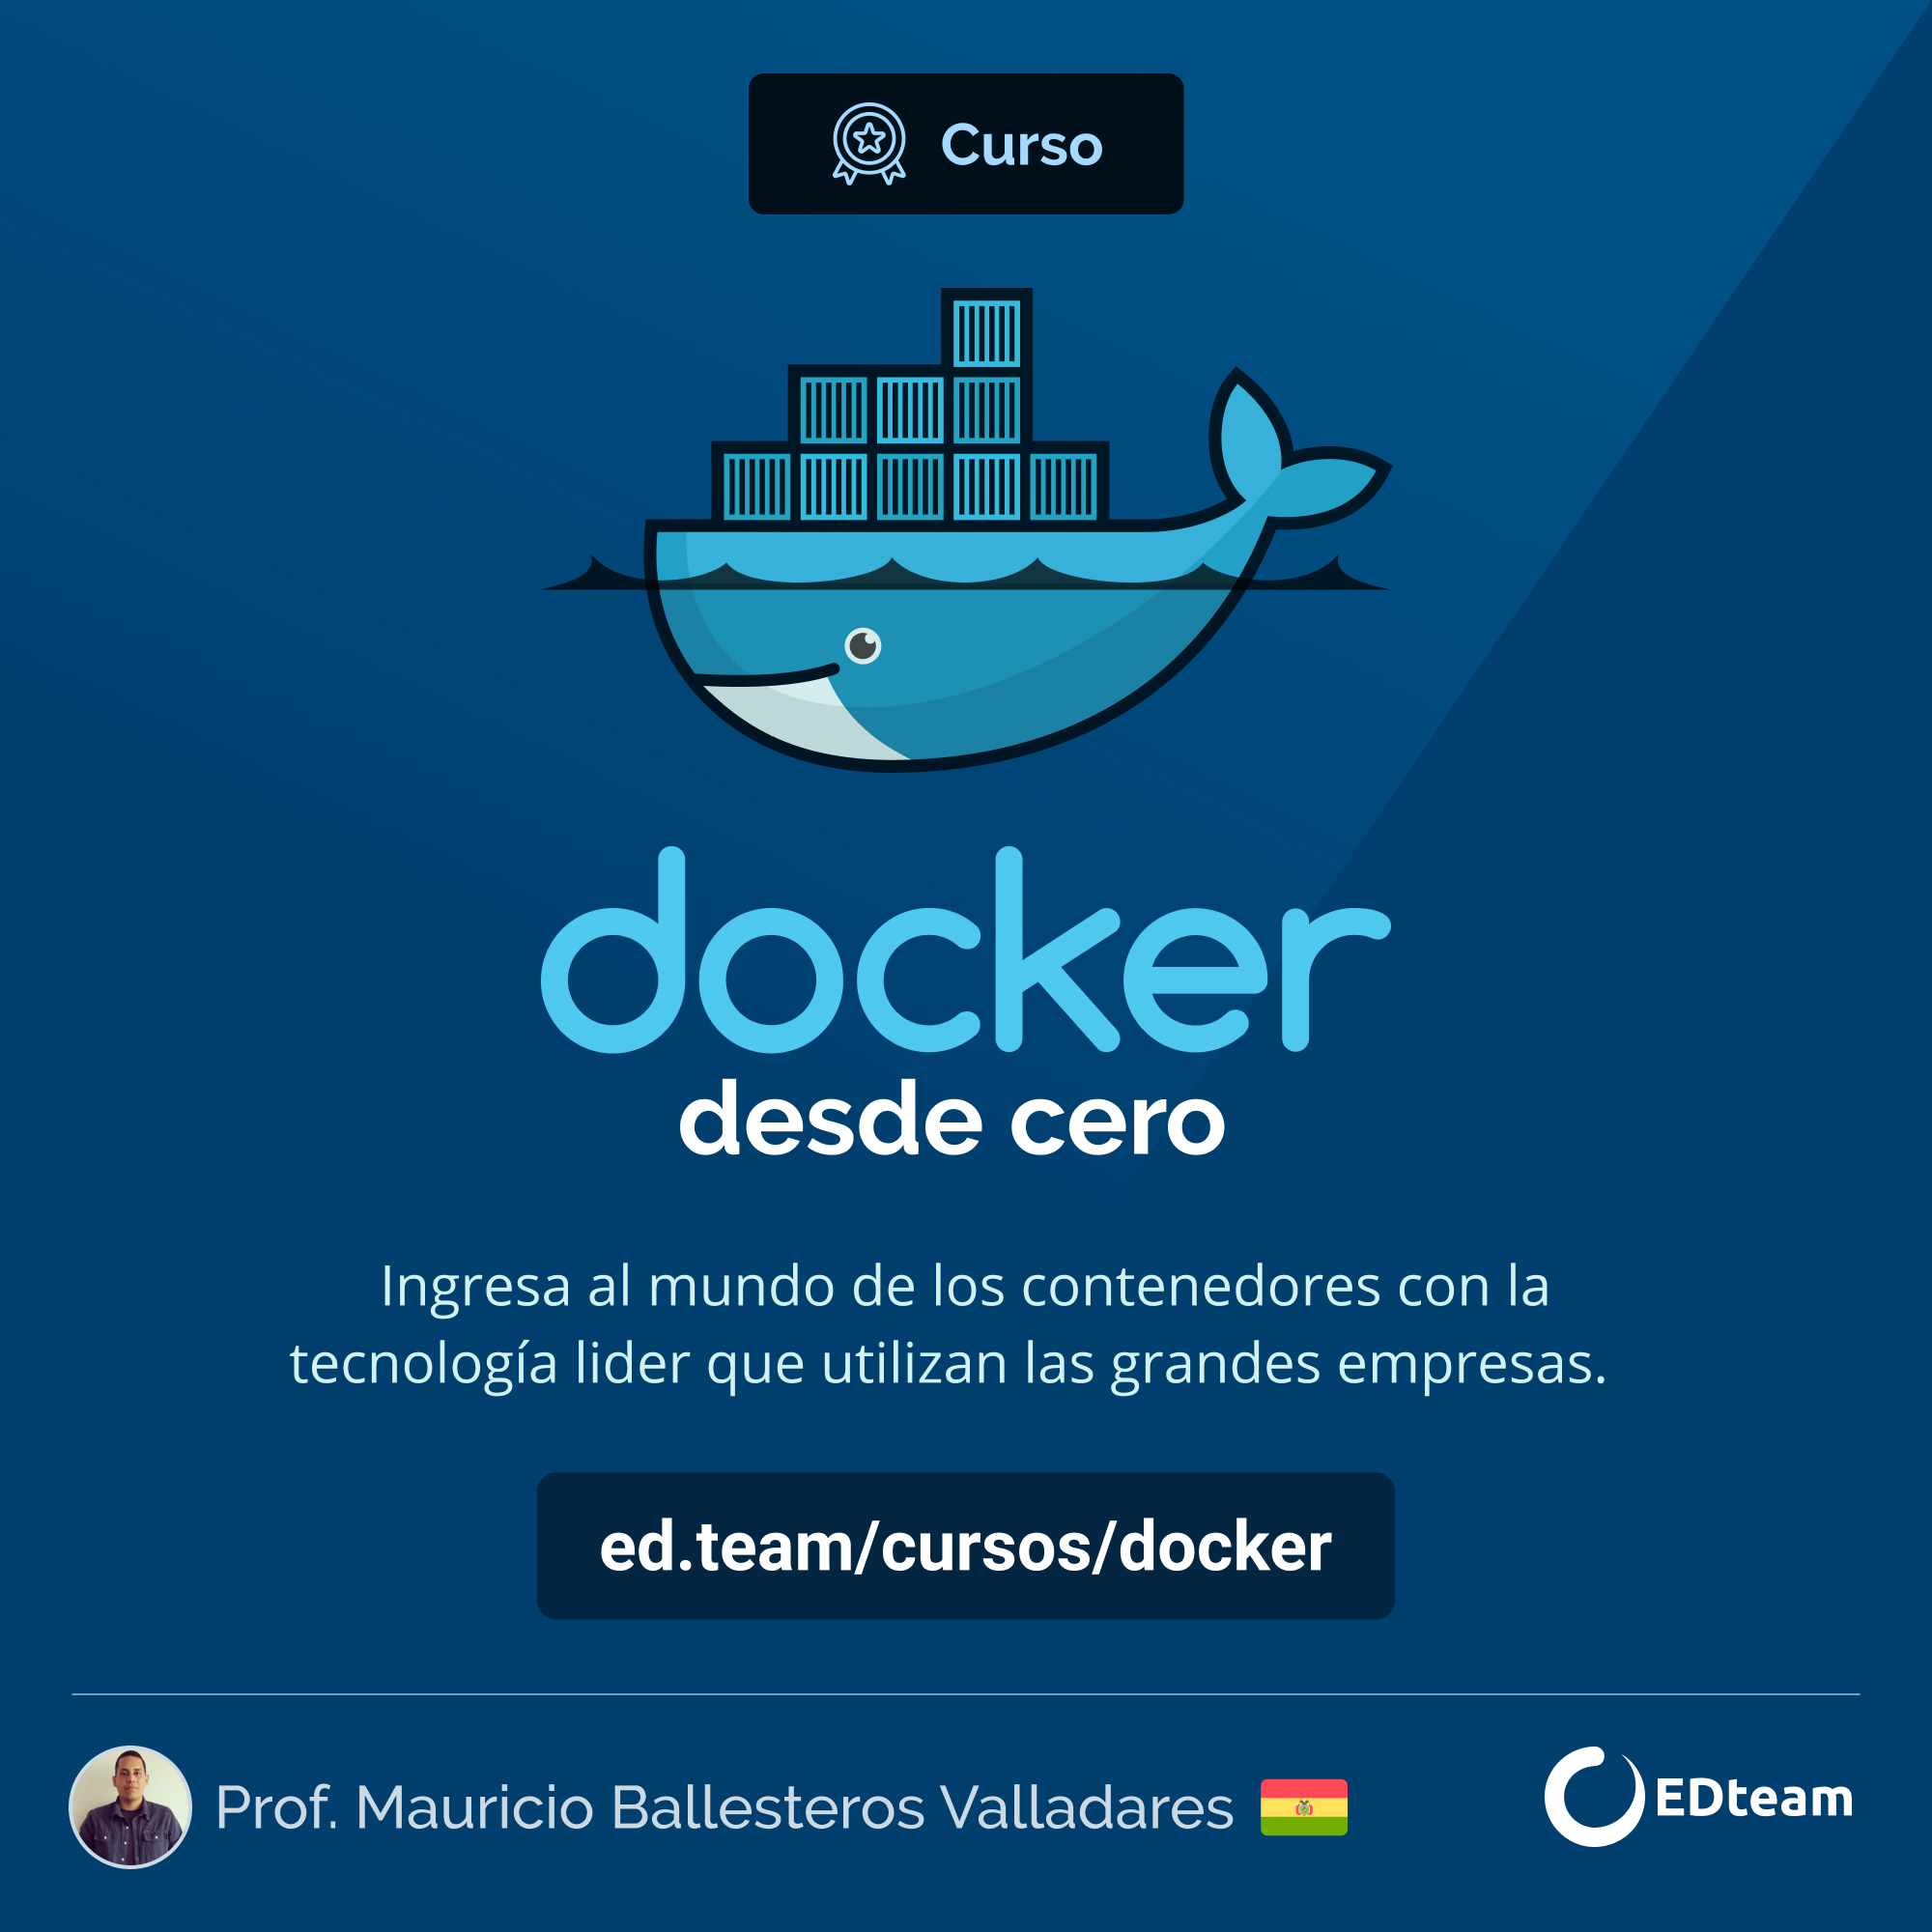 Curso
docker
desde cero
Ingresa al mundo de los contenedores con la
tecnología lider que utilizan las grandes empresas.
ed.team/cursos/docker
Prof. Mauricio Ballesteros Valladares
EDteam